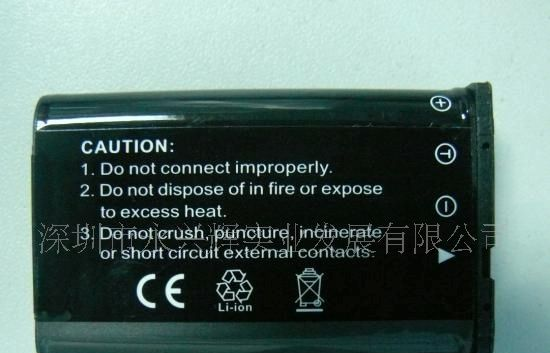 CAUTION:
1. Do not connect improperly.
2. Do not dispose of in fire or expose
to excess heat.
3. Do not crush, puncture, incinerate
or short circuit external contacts.
深圳市永兴辉实业发展有限公司
CE
Li-ion
+
T
−